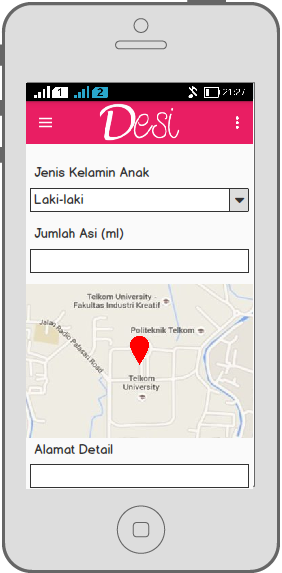 1 2 21:27
Desi
Jenis Kelamin Anak
Laki-laki
Jumlah Asi (ml)
Telkom University -
Fakultas Industri Kreatif
Politeknik Telkom
Jalan Radio Palasari Road
Telkom
University
Alamat Detail